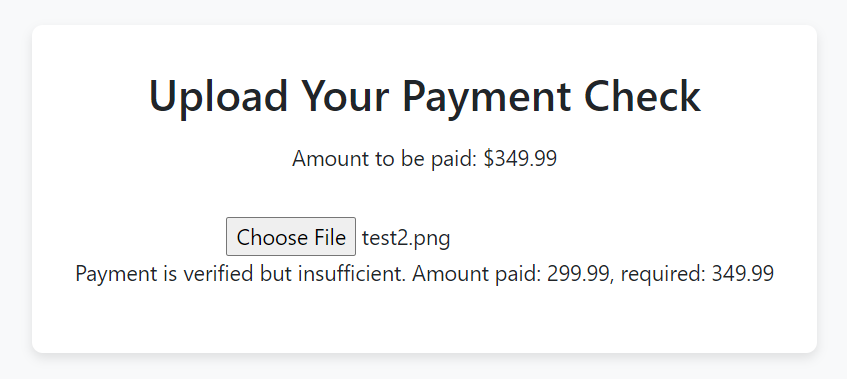 Upload Your Payment Check
Amount to be paid: $349.99
Choose File test2.png
Payment is verified but insufficient. Amount paid: 299.99, required: 349.99